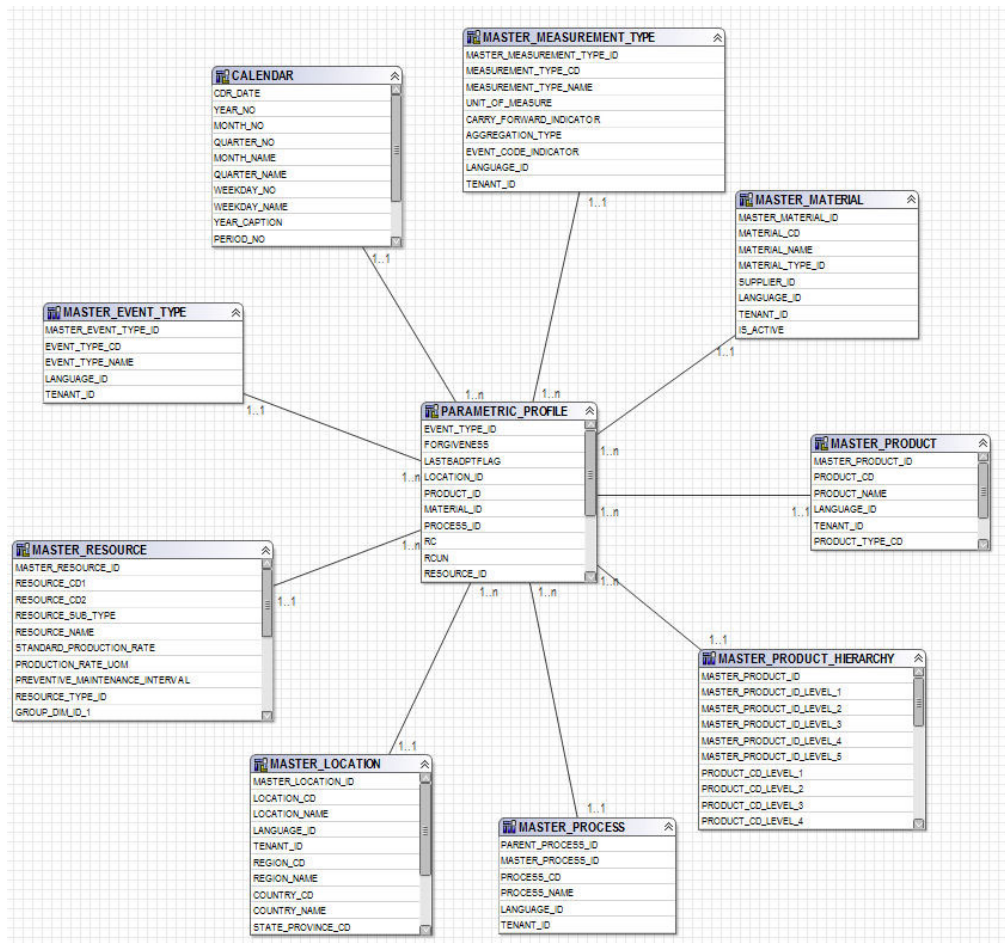 MASTER_MEASUREMENT_TYPE
MASTER_MEASUREMENT_TYPE_ID
MEASUREMENT_TYPE_CD
MEASUREMENT_TYPE_NAME
UNIT_OF_MEASURE
CARRY_FORWARD_INDICATOR
AGGREGATION_TYPE
EVENT_CODE_INDICATOR
LANGUAGE_ID
TENANT_ID
1..1
CALENDAR
CDR_DATE
YEAR_NO
MONTH_NO
QUARTER_NO
MONTH_NAME
QUARTER_NAME
WEEKDAY_NO
WEEKDAY_NAME
YEAR_CAPTION
PERIOD_NO
1..1
MASTER_MATERIAL
MASTER_MATERIAL_ID
MATERIAL_CD
MATERIAL_NAME
MATERIAL_TYPE_ID
SUPPLIER_ID
LANGUAGE_ID
TENANT_ID
IS_ACTIVE
1..1
MASTER_EVENT_TYPE
MASTER_EVENT_TYPE_ID
EVENT_TYPE_CD
EVENT_TYPE_NAME
LANGUAGE_ID
TENANT_ID
1..1
1..n
1..n
PARAMETRIC_PROFILE
EVENT_TYPE_ID
FORGIVENESS
LASTBADPTFLAG
LOCATION_ID
PRODUCT_ID
MATERIAL_ID
PROCESS_ID
RC
RCUN
RESOURCE_ID
1..n
1..n
1..n
1..n
1..n
1..n
1..n
MASTER_PRODUCT
MASTER_PRODUCT_ID
PRODUCT_CD
PRODUCT_NAME
LANGUAGE_ID
TENANT_ID
PRODUCT_TYPE_CD
1..1
MASTER_RESOURCE
MASTER_RESOURCE_ID
RESOURCE_CD1
RESOURCE_CD2
RESOURCE_SUB_TYPE
RESOURCE_NAME
STANDARD_PRODUCTION_RATE
PRODUCTION_RATE_UOM
PREVENTIVE_MAINTENANCE_INTERVAL
RESOURCE_TYPE_ID
GROUP_DIM_ID_1
1..1
1..1
MASTER_PRODUCT_HIERARCHY
MASTER_PRODUCT_ID
MASTER_PRODUCT_ID_LEVEL_1
MASTER_PRODUCT_ID_LEVEL_2
MASTER_PRODUCT_ID_LEVEL_3
MASTER_PRODUCT_ID_LEVEL_4
MASTER_PRODUCT_ID_LEVEL_5
PRODUCT_CD_LEVEL_1
PRODUCT_CD_LEVEL_2
PRODUCT_CD_LEVEL_3
PRODUCT_CD_LEVEL_4
1..1
MASTER_LOCATION
MASTER_LOCATION_ID
LOCATION_CD
LOCATION_NAME
LANGUAGE_ID
TENANT_ID
REGION_CD
REGION_NAME
COUNTRY_CD
COUNTRY_NAME
STATE_PROVINCE_CD
1..1
MASTER_PROCESS
PARENT_PROCESS_ID
MASTER_PROCESS_ID
PROCESS_CD
PROCESS_NAME
LANGUAGE_ID
TENANT_ID